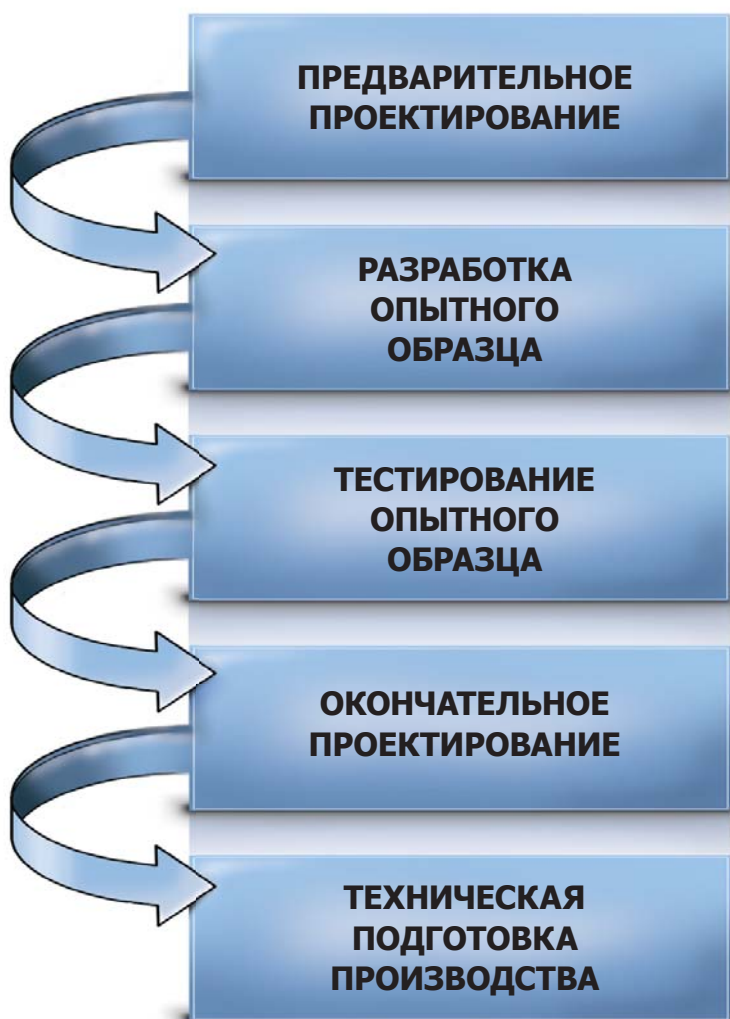 ПРЕДВАРИТЕЛЬНОЕ
ПРОЕКТИРОВАНИЕ
РАЗРАБОТКА
ОПЫТНОГО
ОБРАЗЦА
ТЕСТИРОВАНИЕ
ОПЫТНОГО
ОБРАЗЦА
ОКОНЧАТЕЛЬНОЕ
ПРОЕКТИРОВАНИЕ
ТЕХНИЧЕСКАЯ
ПОДГОТОВКА
ПРОИЗВОДСТВА